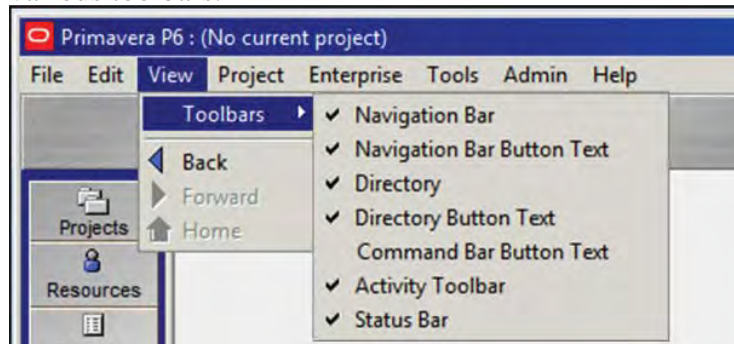 Primavera P6 : (No current project)
File Edit View Project Enterprise Tools Admin Help
Toolbars
Back
Forward
Home
Navigation Bar
Navigation Bar Button Text
Directory
Directory Button Text
Command Bar Button Text
Activity Toolbar
Status Bar
Projects
Resources